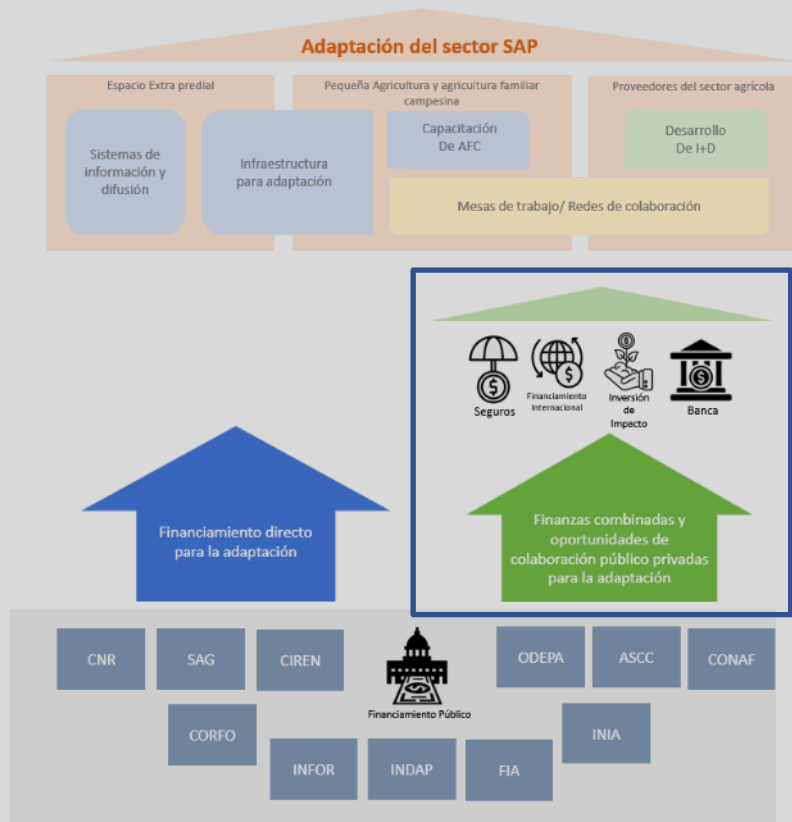 Adaptación del sector SAP
Espacio Extra predial
Pequeña Agricultura y agricultura familiar
campesina
Proveedores del sector agrícola
Sistemas de
información y
difusión
Infraestructura
para adaptación
Capacitación
De AFC
Desarrollo
De I+D
Mesas de trabajo/ Redes de colaboración
Seguros
Financiamiento
Internacional
Inversión
de
Impacto
Banca
Financiamiento directo
para la adaptación
Finanzas combinadas y
oportunidades de
colaboración público privadas
para la adaptación
CNR
SAG
CIREN
ODEPA
ASCC
CONAF
Financiamiento Público
CORFO
INIA
INFOR
INDAP
FIA